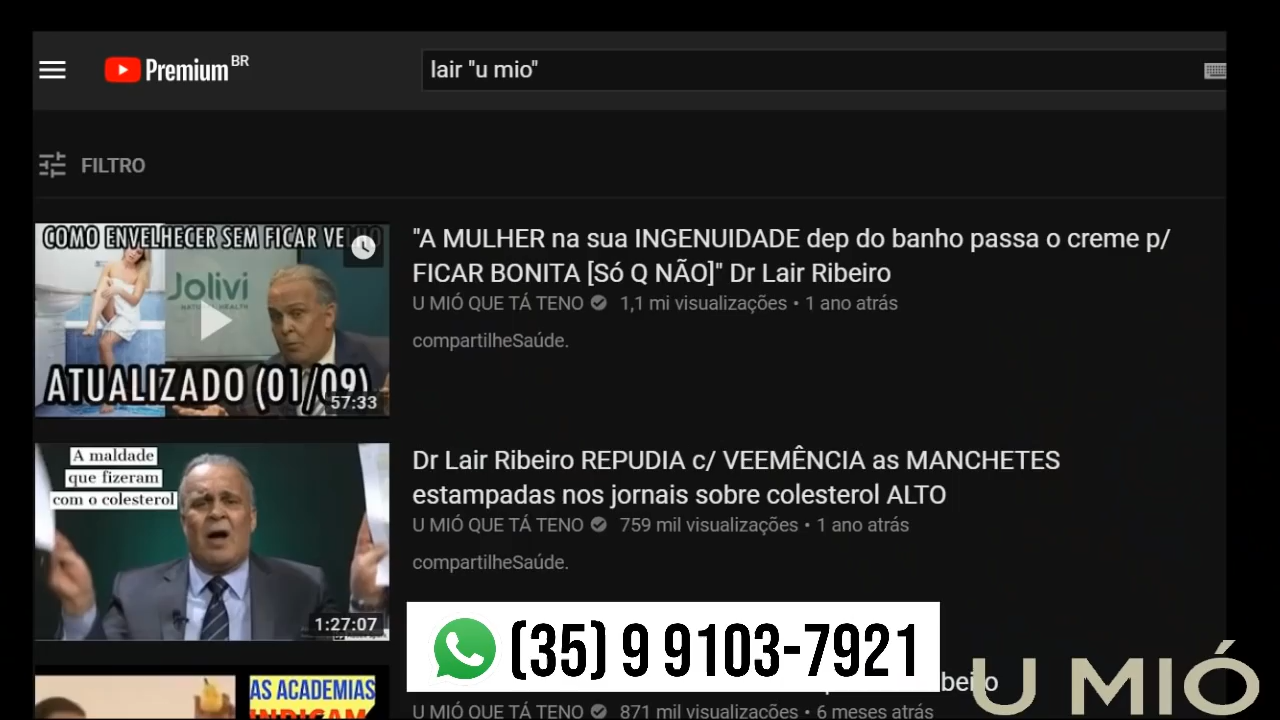 Premium BR
lair "u mio"
FILTRO
COMO ENVELHECER SEM FICAR
Jolivi
NATURAL HEALTH
ATUALIZADO (01/09)
57:33
"A MULHER na sua INGENUIDADE dep do banho passa o creme p/
FICAR BONITA [Só Q NÃO]" Dr Lair Ribeiro
U MIÓ QUE TÁ TENO 1,1 mi visualizações • 1 ano atrás
compartilheSaúde.
A maldade
que fizeram
com o colesterol
1:27:07
Dr Lair Ribeiro REPUDIA c/ VEEMÊNCIA as MANCHETES
estampadas nos jornais sobre colesterol ALTO
U MIÓ QUE TÁ TENO 759 mil visualizações • 1 ano atrás
compartilheSaúde.
(35) 9 9103-7921
AS ACADEMIAS
INDICAM
U MIÓ QUE TÁ TENO 871 mil visualizações • 6 meses atrás
U MIÓ